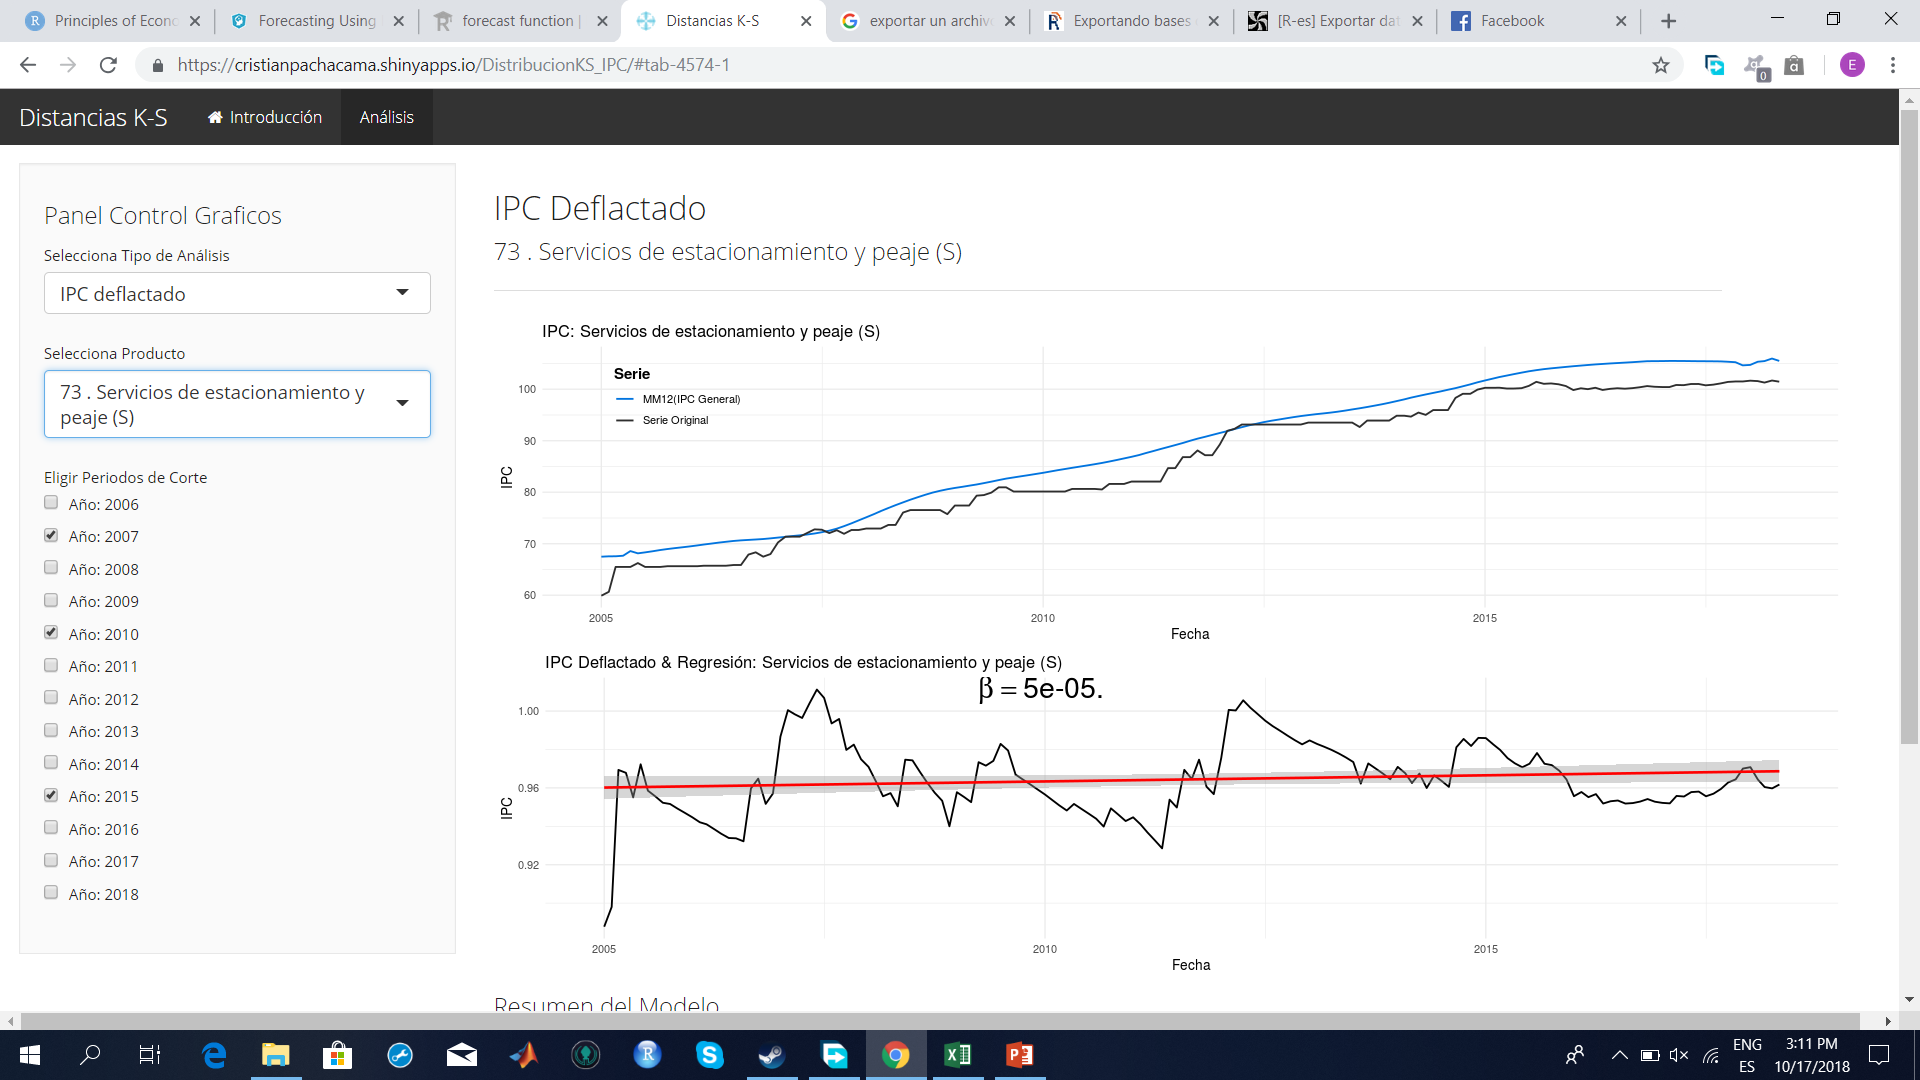 Principles of Econo
Forecasting Using
forecast function |
Distancias K-S
exportar un archiv
Exportando bases
[R-es] Exportar dat
Facebook
https://cristianpachacama.shinyapps.io/DistribucionKS_IPC/#tab-4574-1
0
E
Distancias K-S
Introducción
Análisis
Panel Control Graficos
Selecciona Tipo de Análisis
IPC deflactado
Selecciona Producto
73 . Servicios de estacionamiento y
peaje (S)
Eligir Periodos de Corte
Año: 2006
Año: 2007
Año: 2008
Año: 2009
Año: 2010
Año: 2011
Año: 2012
Año: 2013
Año: 2014
Año: 2015
Año: 2016
Año: 2017
Año: 2018
IPC Deflactado
73 . Servicios de estacionamiento y peaje (S)
IPC: Servicios de estacionamiento y peaje (S)
Serie
MM12(IPC General)
Serie Original
IPC
100
90
80
70
60
2005
2010
2015
Fecha
IPC Deflactado & Regresión: Servicios de estacionamiento y peaje (S)
β = 5e-05.
IPC
1.00
0.96
0.92
2005
2010
2015
Fecha
Resumen del Modelo
ENG
ES
3:11 PM
10/17/2018